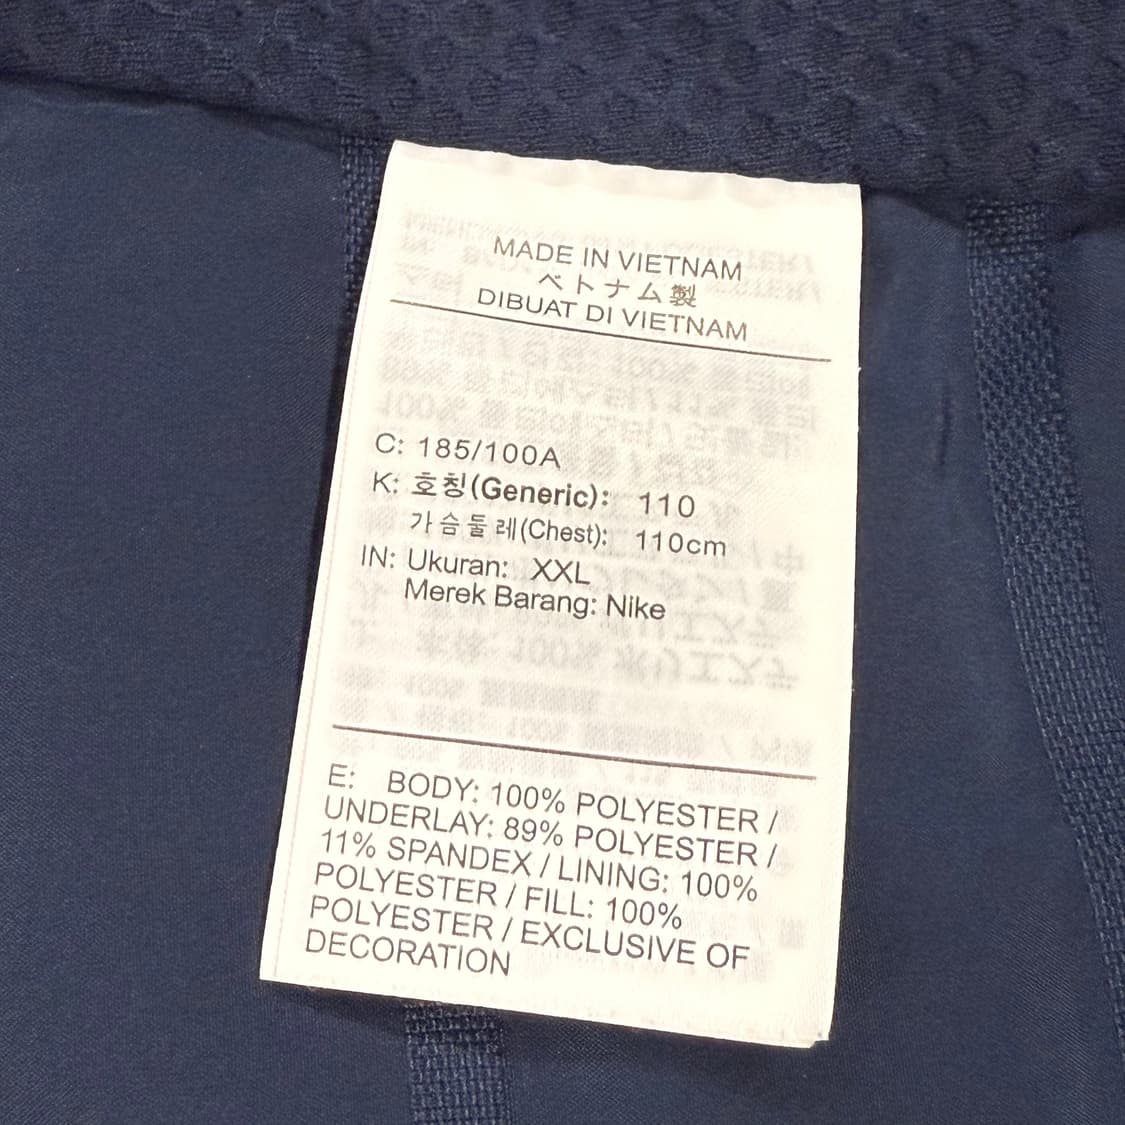 MADE IN VIETNAM
ベトナム製
DIBUAT DI VIETNAM
C: 185/100A
K: 호칭(Generic): 110
가슴둘레(Chest): 110cm
IN: Ukuran: XXL
Merek Barang: Nike
E: BODY: 100% POLYESTER /
UNDERLAY: 89% POLYESTER /
11% SPANDEX / LINING: 100%
POLYESTER / FILL: 100%
POLYESTER / EXCLUSIVE OF
DECORATION